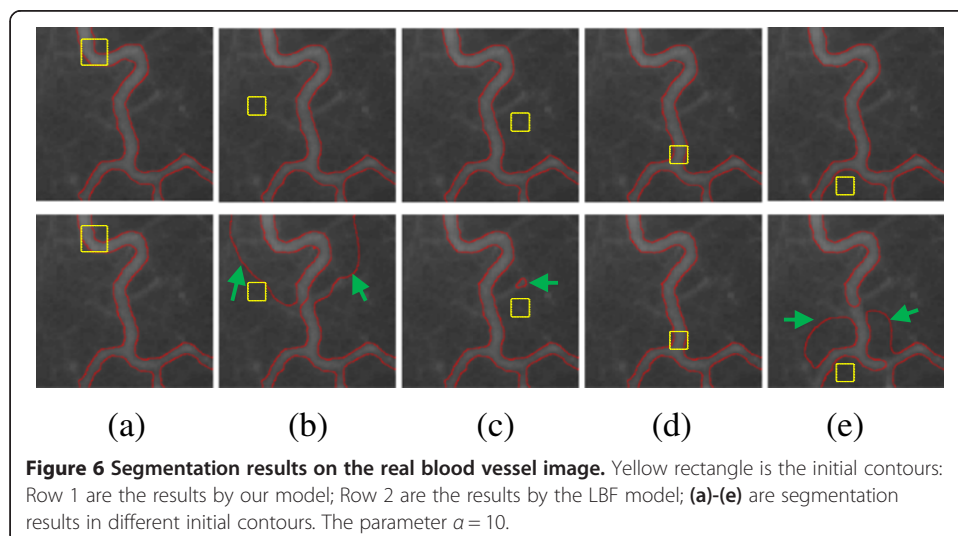 (a) (b) (c) (d) (e)
Figure 6 Segmentation results on the real blood vessel image. Yellow rectangle is the initial contours:
Row 1 are the results by our model; Row 2 are the results by the LBF model; (a)-(e) are segmentation
results in different initial contours. The parameter α = 10.